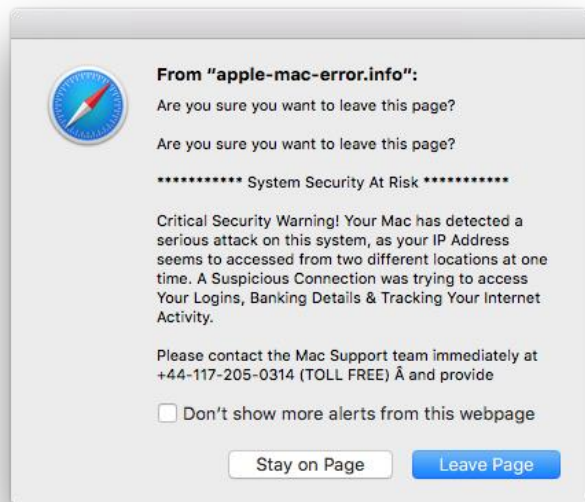 From “apple-mac-error.info”:
Are you sure you want to leave this page?
Are you sure you want to leave this page?
*********** System Security At Risk ***********
Critical Security Warning! Your Mac has detected a
serious attack on this system, as your IP Address
seems to accessed from two different locations at one
time. A Suspicious Connection was trying to access
Your Logins, Banking Details & Tracking Your Internet
Activity.
Please contact the Mac Support team immediately at
+44-117-205-0314 (TOLL FREE) Â and provide
Don’t show more alerts from this webpage
Stay on Page
Leave Page